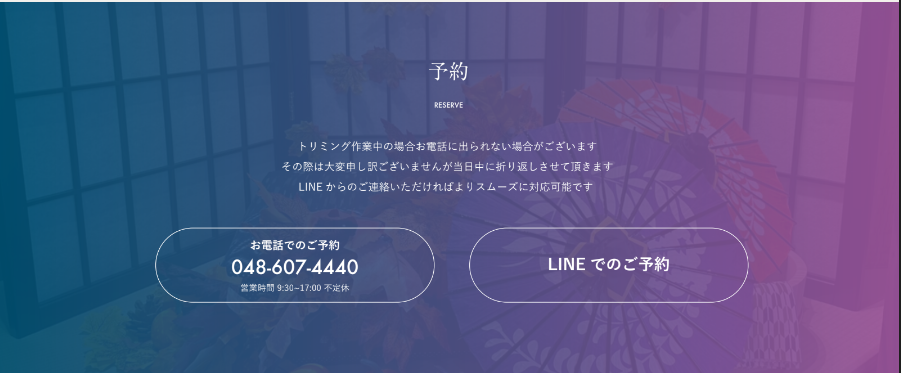 予約
RESERVE
トリミング作業中の場合お電話に出られない場合がございます
その際は大変申し訳ございませんが当日中に折り返しさせて頂きます
LINE からのご連絡いただければよりスムーズに対応可能です
お電話でのご予約
048-607-4440
営業時間 9:30~17:00 不定休
LINE でのご予約